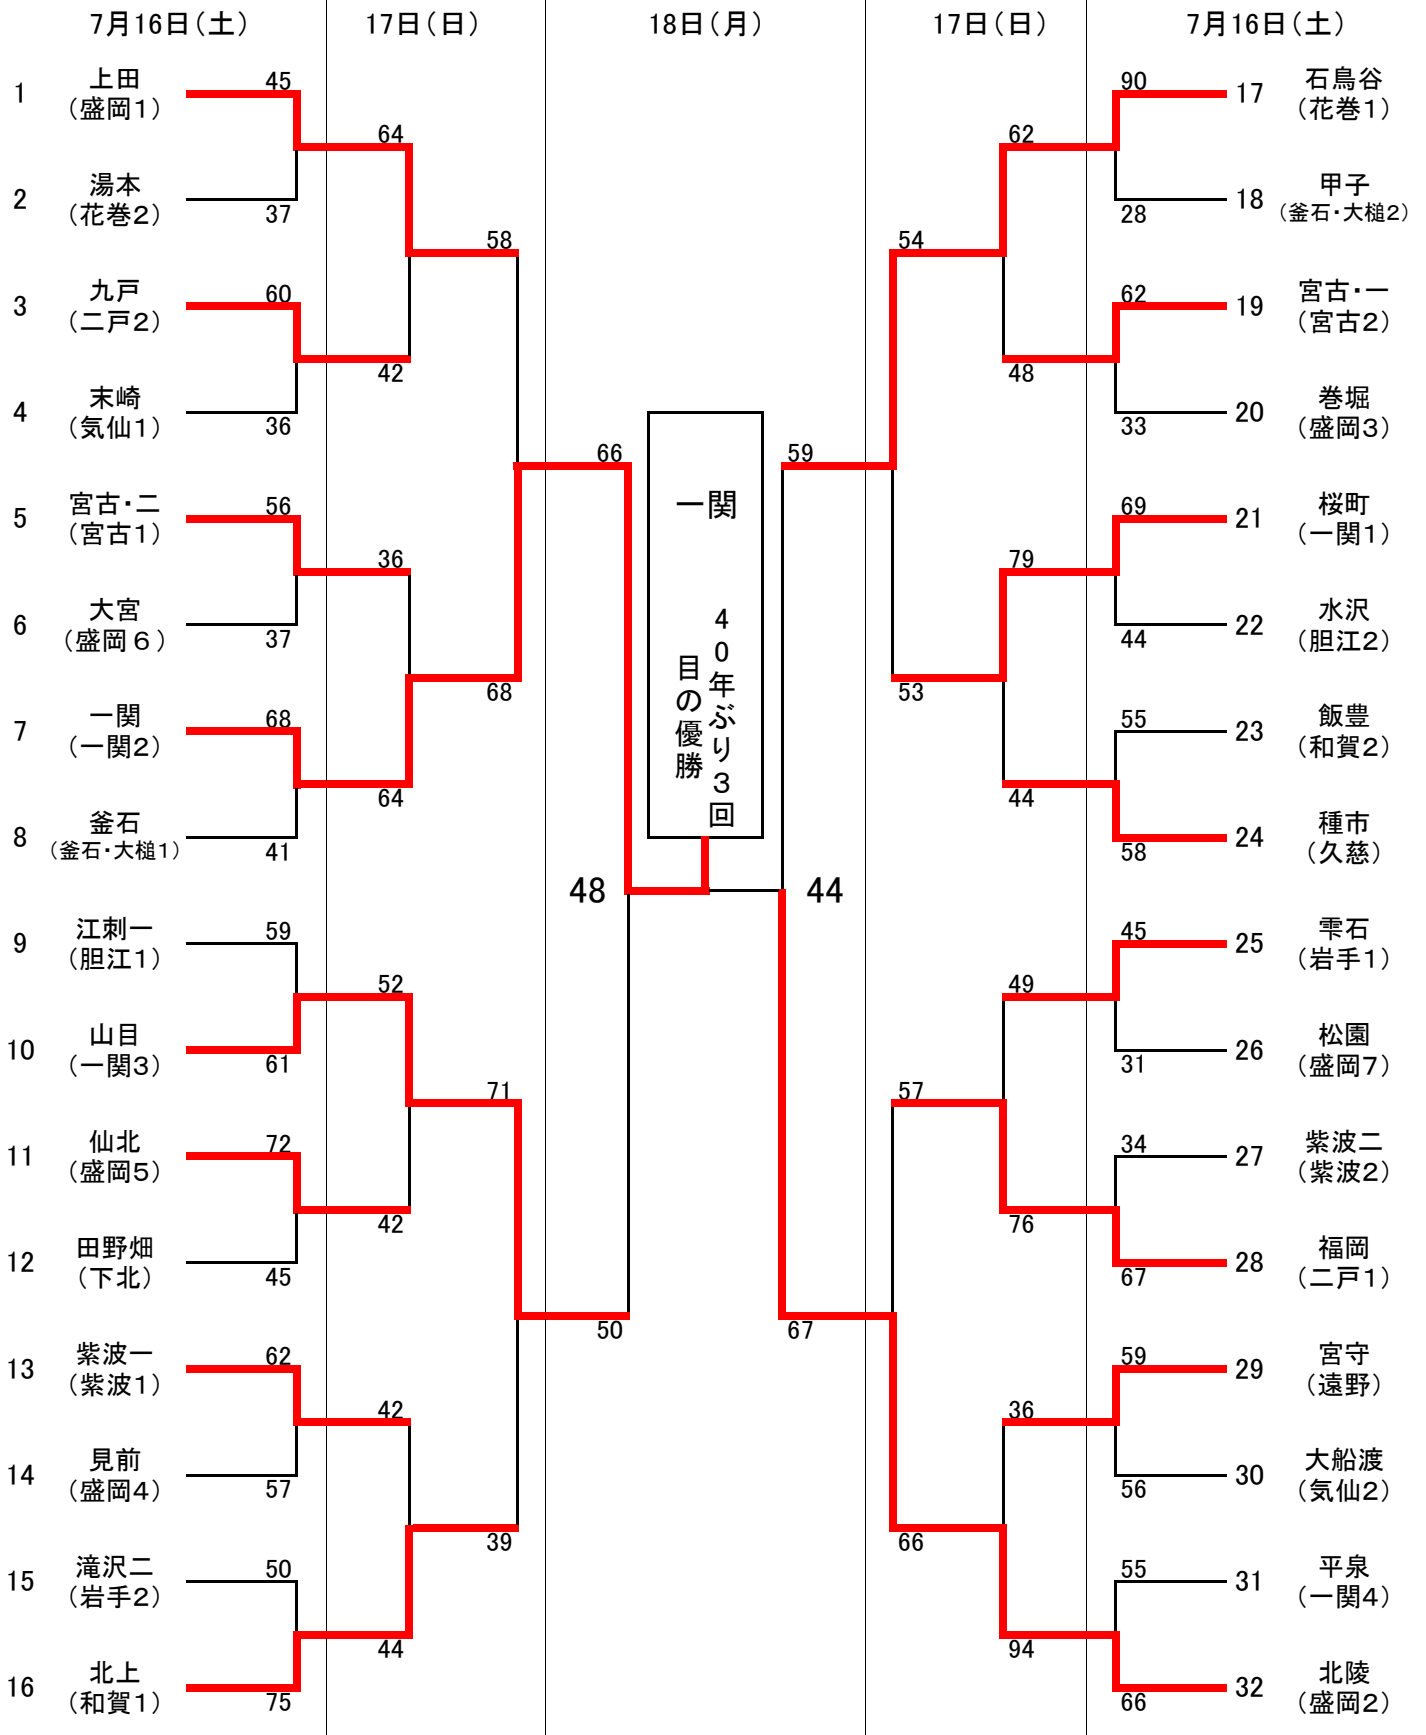 7月16日(土)
17日(日)
18日(月)
17日(日)
7月16日(土)
1 上田 45
(盛岡1)
64
2 湯本
(花巻2) 37
58
3 九戸 60
(二戸2)
42
4 末崎
(気仙1) 36
66
5 宮古・二 56
(宮古1)
36
6 大宮
(盛岡6) 37
68
7 一関 68
(一関2)
64
8 釜石
(釜石・大槌1) 41
48
9 江刺一 59
(胆江1)
52
10 山目
(一関3) 61
71
11 仙北 72
(盛岡5)
42
12 田野畑
(下北) 45
50
13 紫波一 62
(紫波1)
42
14 見前
(盛岡4) 57
39
15 滝沢二 50
(岩手2)
44
16 北上
(和賀1) 75
一関
40年ぶり3回
目の優勝
90 17 石鳥谷
(花巻1)
62
18 甲子
28 (釜石・大槌2)
54
62 19 宮古・一
(宮古2)
48
20 巻堀
33 (盛岡3)
59
69 21 桜町
(一関1)
79
22 水沢
44 (胆江2)
53
55 23 飯豊
(和賀2)
44
24 種市
58 (久慈)
44
45 25 雫石
(岩手1)
49
26 松園
31 (盛岡7)
57
34 27 紫波二
(紫波2)
76
28 福岡
67 (二戸1)
67
59 29 宮守
(遠野)
36
30 大船渡
56 (気仙2)
66
55 31 平泉
(一関4)
94
32 北陵
66 (盛岡2)